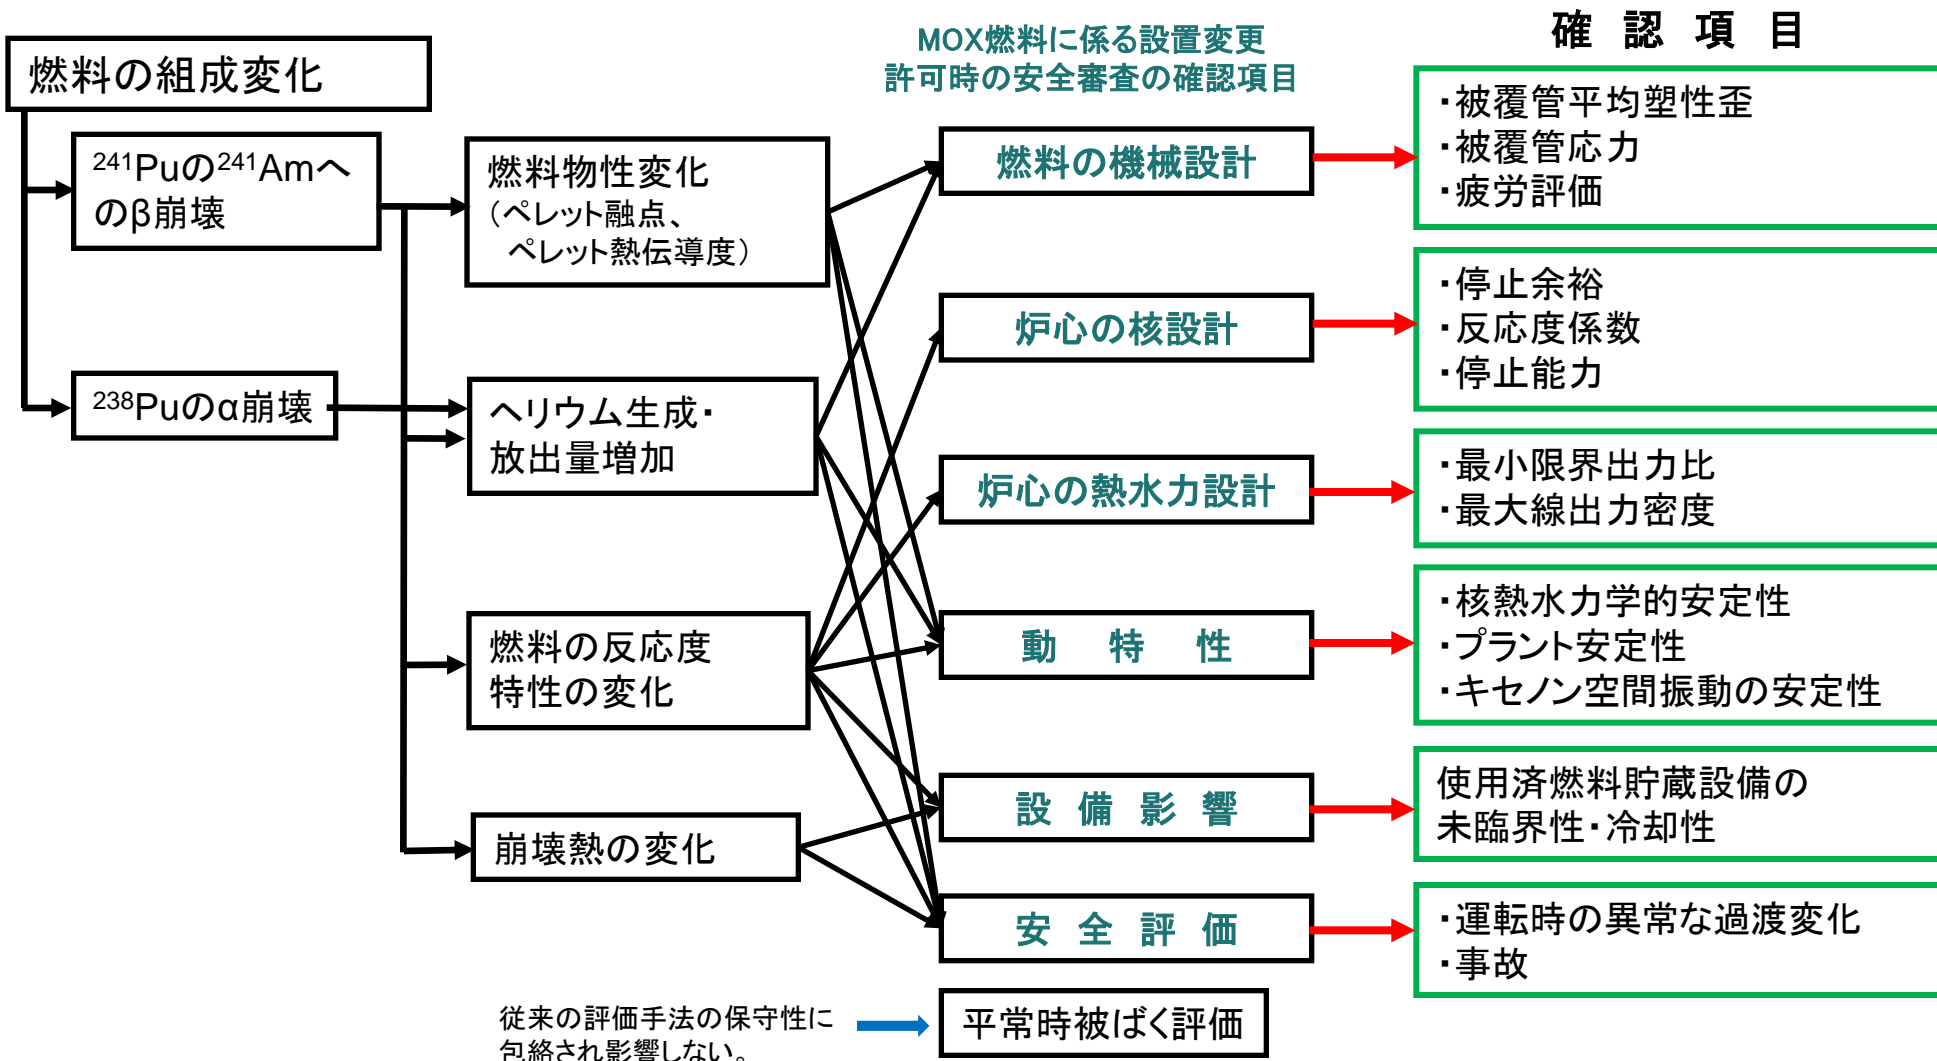 確 認 項 目
MOX燃料に係る設置変更
許可時の安全審査の確認項目
燃料の組成変化
241Puの241Amへ
のβ崩壊
238Puのα崩壊
燃料物性変化
（ペレット融点、
ペレット熱伝導度）
ヘリウム生成・
放出量増加
燃料の反応度
特性の変化
崩壊熱の変化
燃料の機械設計
炉心の核設計
炉心の熱水力設計
動 特 性
設 備 影 響
安 全 評 価
・被覆管平均塑性歪
・被覆管応力
・疲労評価
・停止余裕
・反応度係数
・停止能力
・最小限界出力比
・最大線出力密度
・核熱水力学的安定性
・プラント安定性
・キセノン空間振動の安定性
使用済燃料貯蔵設備の
未臨界性・冷却性
・運転時の異常な過渡変化
・事故
従来の評価手法の保守性に
包絡され影響しない。
平常時被ばく評価